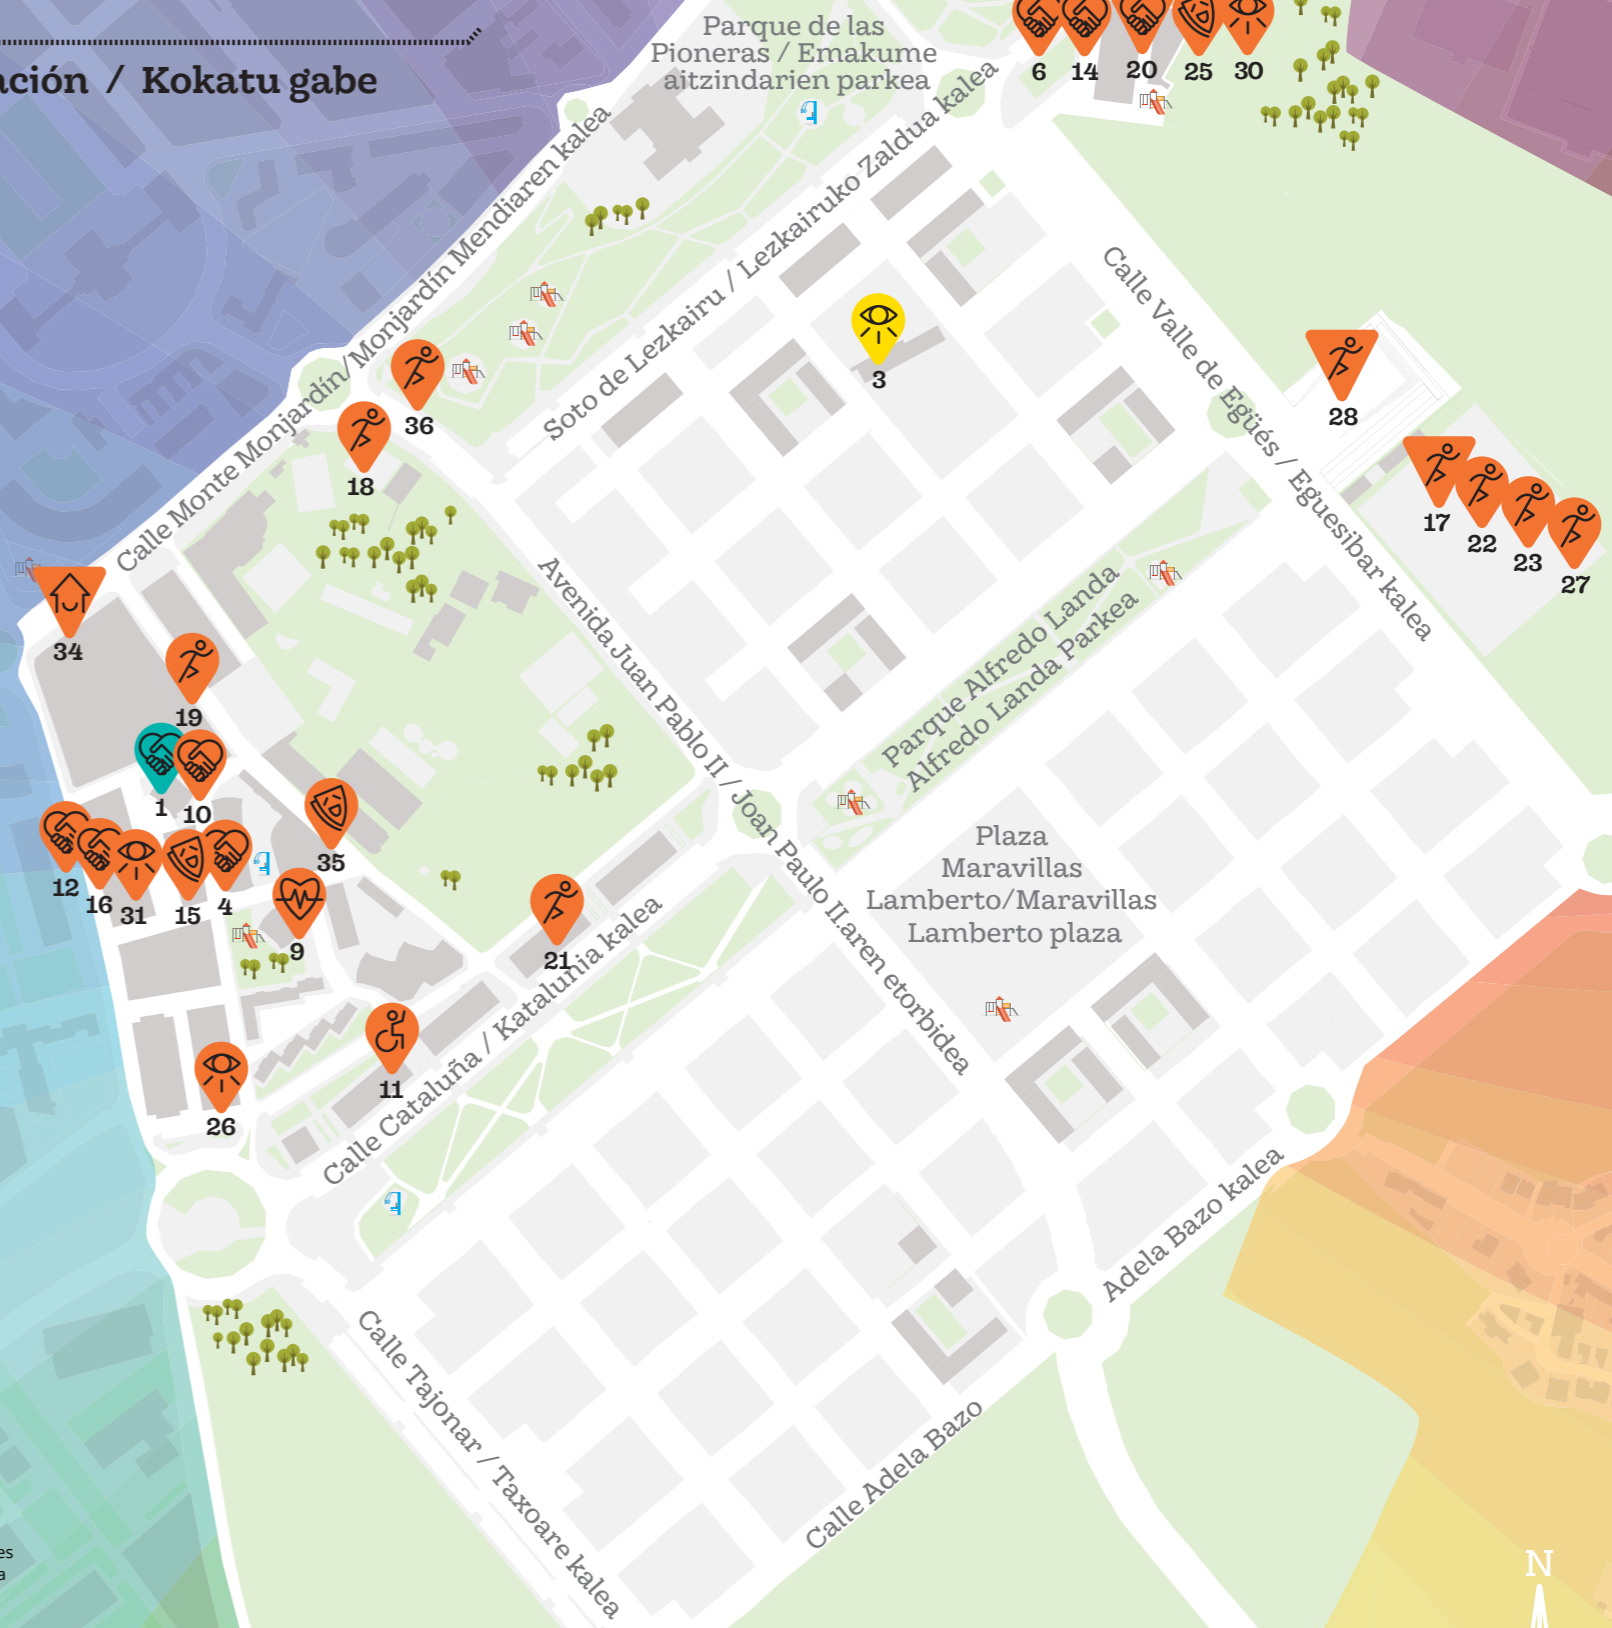 ación / Kokatu gabe
Parque de las
Pioneras / Emakume
aitzindarien parkea
6
14
20
25
30
Calle Monte Monjardín/Monjardín Mendiaren kalea
Soto de Lezkairu / Lezkairuko Zaldua kalea
Calle Valle de Egüés / Eguesibar kalea
3
36
18
28
17
22
23
27
34
19
1
10
35
12
16
31
15
4
9
21
11
26
Avenida Juan Pablo II / Joan Paulo II.aren etorbidea
Parque Alfredo Landa
Alfredo Landa Parkea
Plaza
Maravillas
Lamberto/Maravillas
Lamberto plaza
Calle Cataluña / Katalunia kalea
Calle Tajonar / Taxoare kalea
Calle Adela Bazo
Adela Bazo kalea
es
a
N